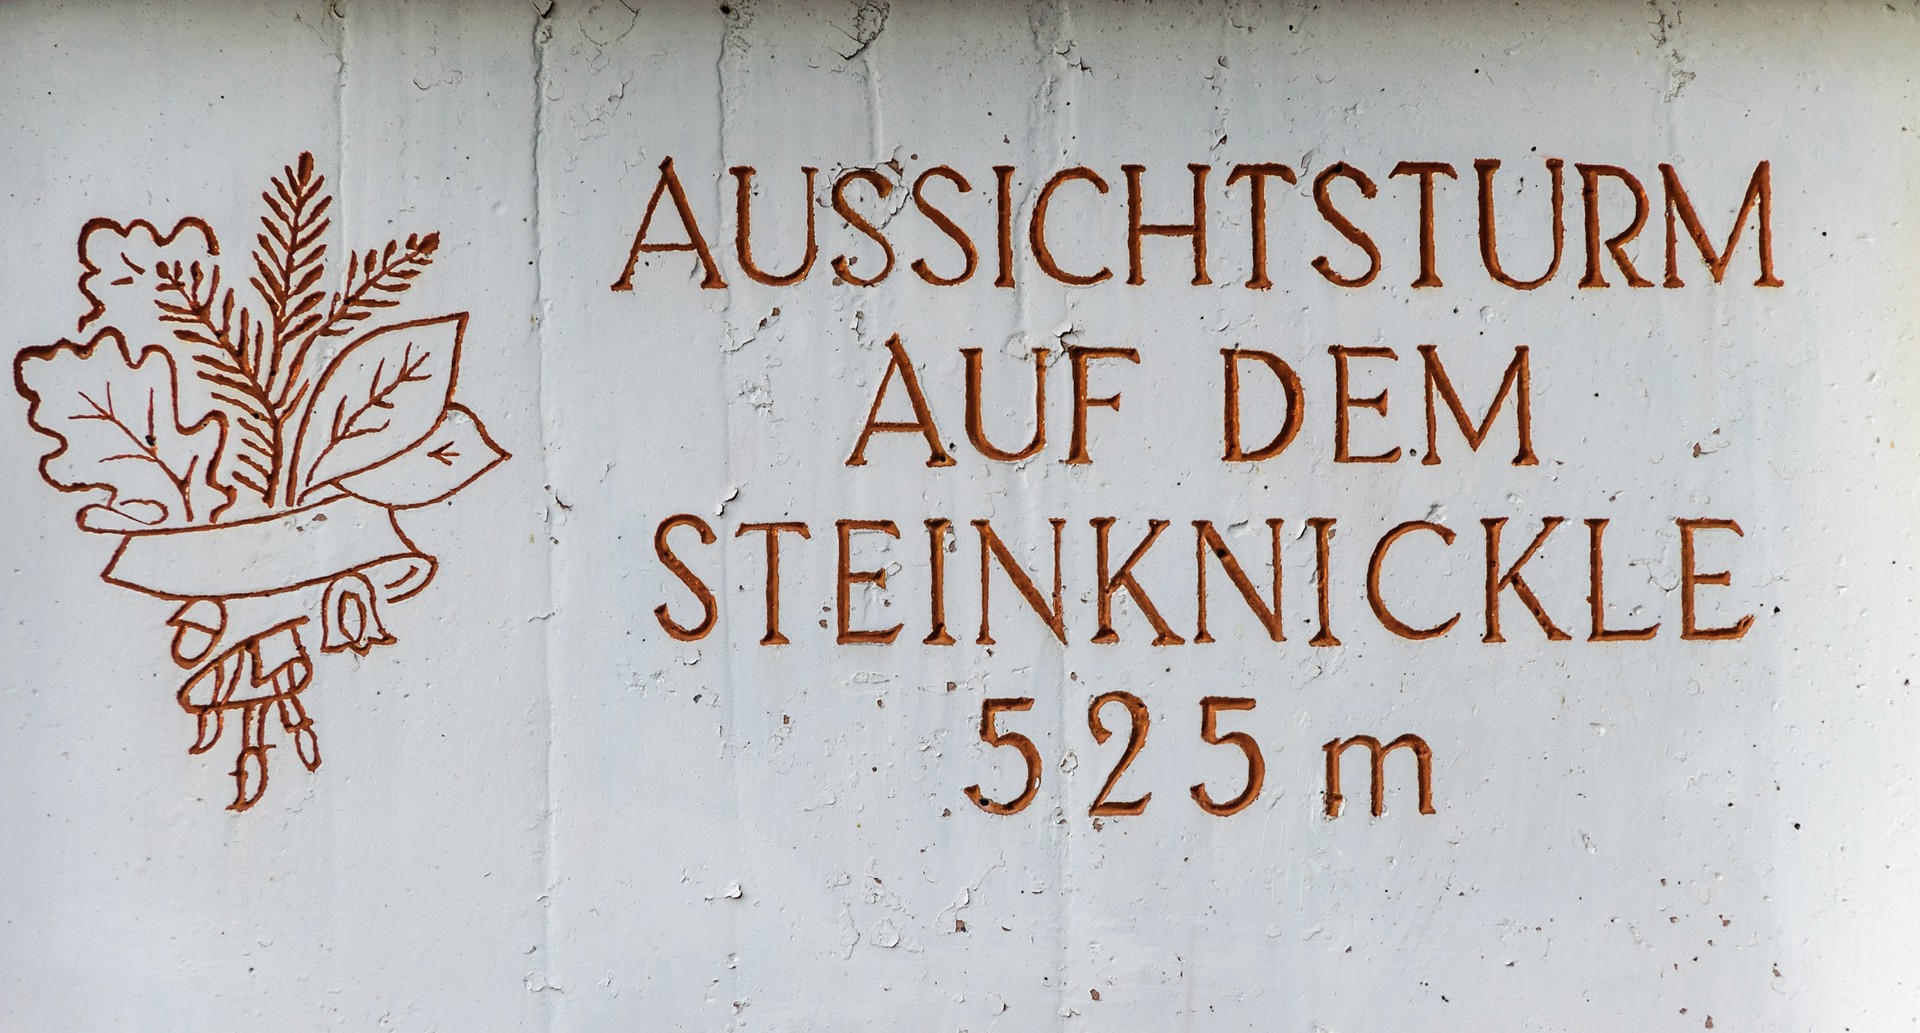 AUSSICHTSTURM
AUF DEM
STEINKNICKLE
525 m